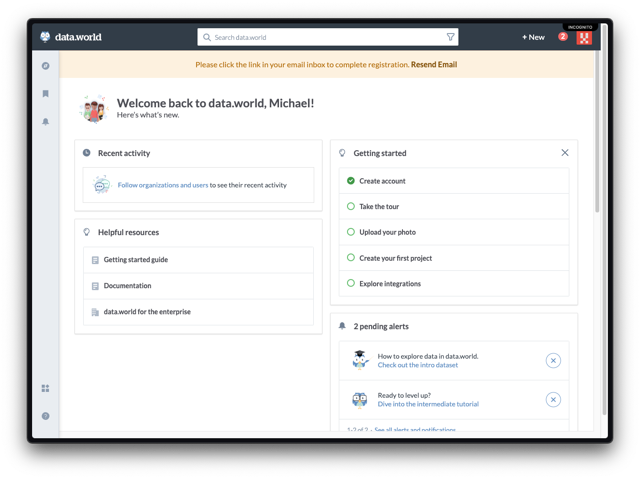 INCOGNITO
data.world
Search data.world
+ New
2
Please click the link in your email inbox to complete registration. Resend Email
Welcome back to data.world, Michael!
Here's what's new.
Recent activity
Follow organizations and users to see their recent activity
Helpful resources
Getting started guide
Documentation
data.world for the enterprise
Getting started
Create account
Take the tour
Upload your photo
Create your first project
Explore integrations
2 pending alerts
How to explore data in data.world.
Check out the intro dataset
Ready to level up?
Dive into the intermediate tutorial
1-2 of 2 - See all alerts and notifications